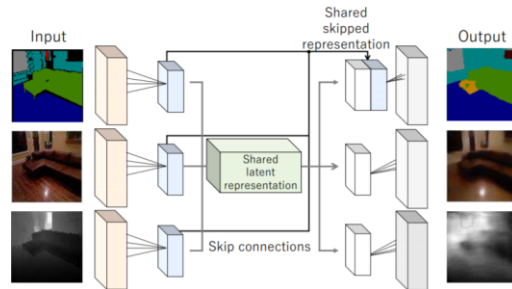 Input
Shared
skipped
representation
Output
Shared
latent
representation
Skip connections